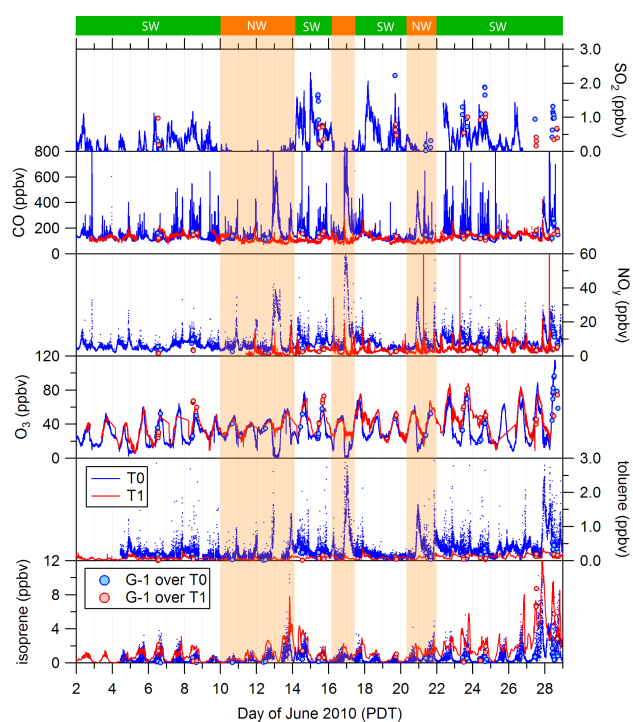 SW NW SW SW NW SW
3.0
2.0
1.0
0.0
SO2 (ppbv)
800
600
400
200
0
CO (ppbv)
60
40
20
0
NOy (ppbv)
120
80
40
0
O3 (ppbv)
3.0
2.0
1.0
0.0
toluene (ppbv)
T0
T1
12
8
4
0
isoprene (ppbv)
G-1 over T0
G-1 over T1
2 4 6 8 10 12 14 16 18 20 22 24 26 28
Day of June 2010 (PDT)